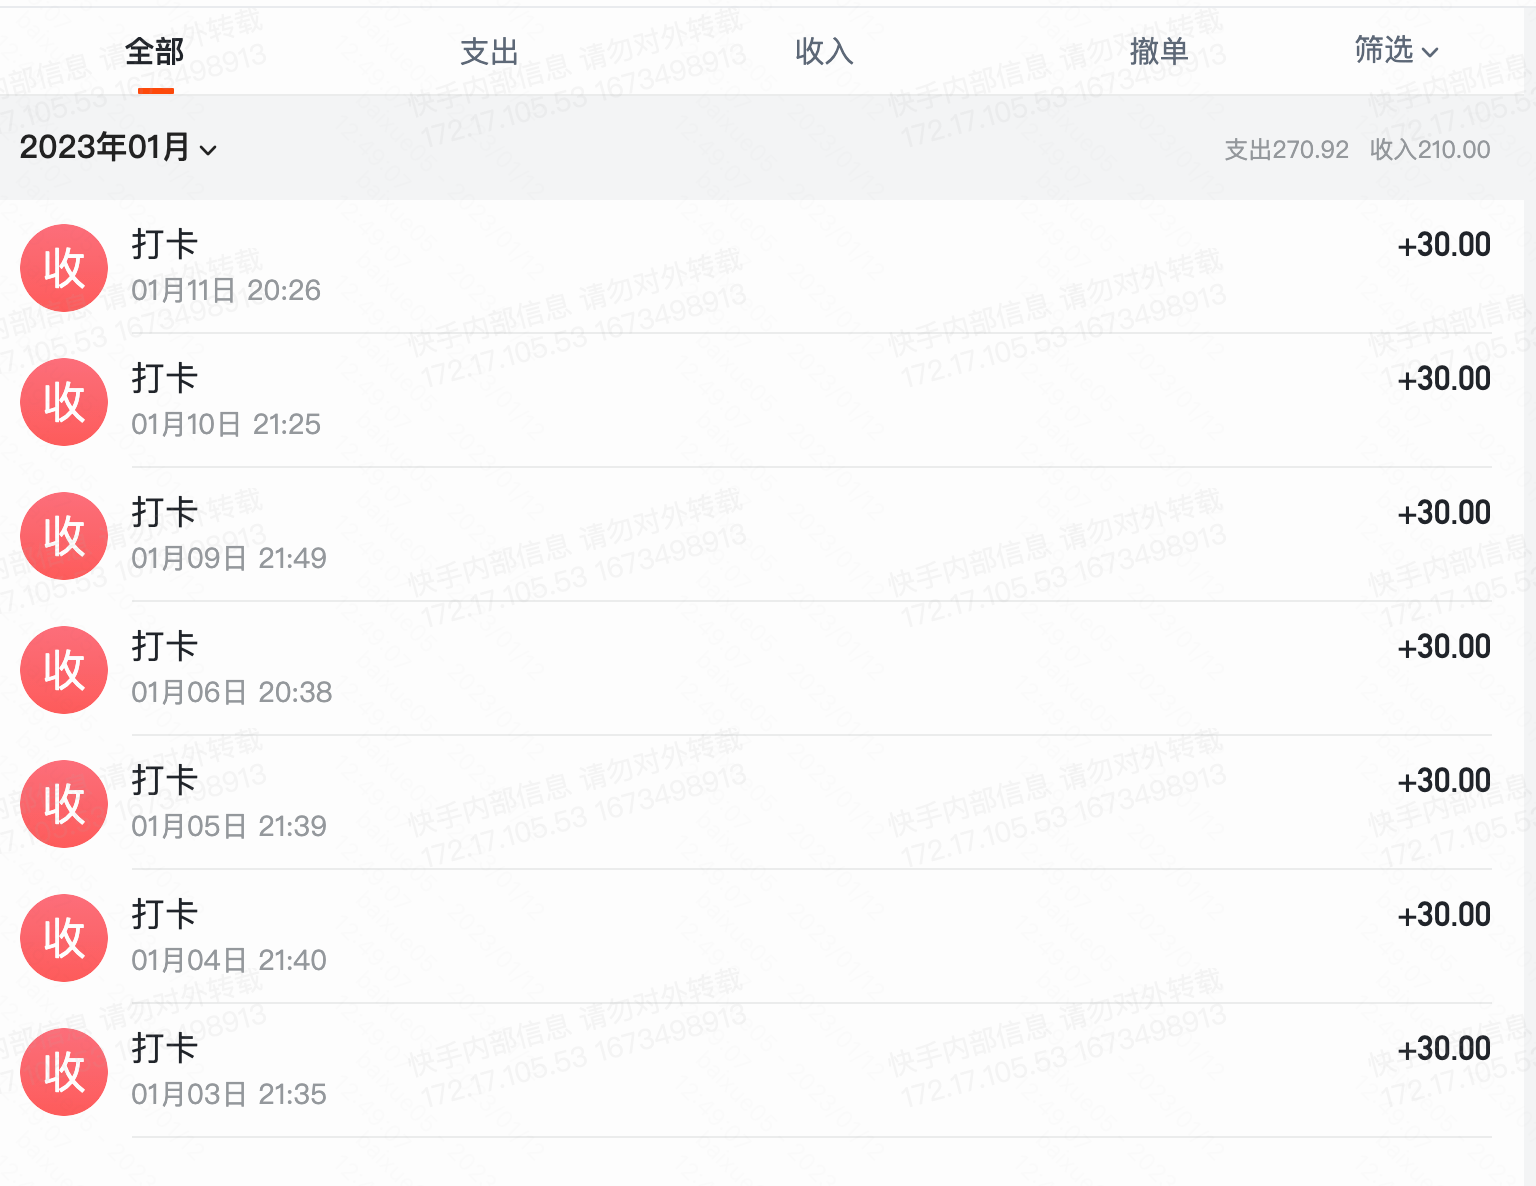 全部 支出 收入 撤单 筛选
2023年01月 支出270.92 收入210.00
收 打卡 +30.00
01月11日 20:26
收 打卡 +30.00
01月10日 21:25
收 打卡 +30.00
01月09日 21:49
收 打卡 +30.00
01月06日 20:38
收 打卡 +30.00
01月05日 21:39
收 打卡 +30.00
01月04日 21:40
收 打卡 +30.00
01月03日 21:35
快手内部信息 请勿对外转载
172.17.105.53 1673498913